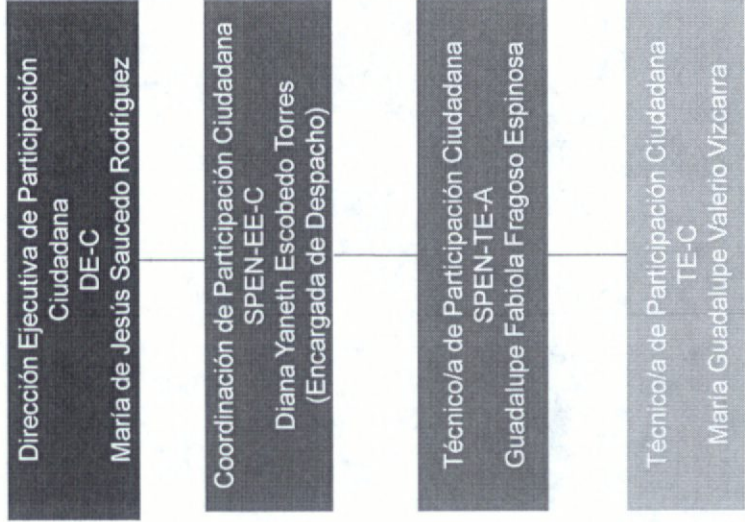 Dirección Ejecutiva de Participación
Ciudadana
DE-C
María de Jesús Saucedo Rodríguez
Coordinación de Participación Ciudadana
SPEN-EE-C
Diana Yaneth Escobedo Torres
(Encargada de Despacho)
Técnico/a de Participación Ciudadana
SPEN-TE-A
Guadalupe Fabiola Fragoso Espinosa
Técnico/a de Participación Ciudadana
TE-C
María Guadalupe Valerio Vizcarra